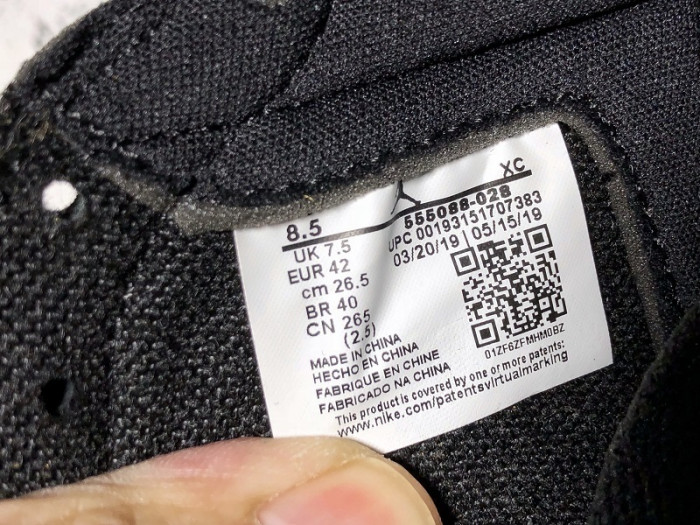 XC
8.5
555088-028
UK 7.5
UPC 00193151707383
EUR 42
03/20/19 | 05/15/19
cm 26.5
BR 40
CN 265
(2.5)
01ZF6ZFMHM0BZ
MADE IN CHINA
HECHO EN CHINA
FABRIQUE EN CHINE
FABRICADO NA CHINA
This product is covered by one or more patents:
www.nike.com/patentsvirtualmarking